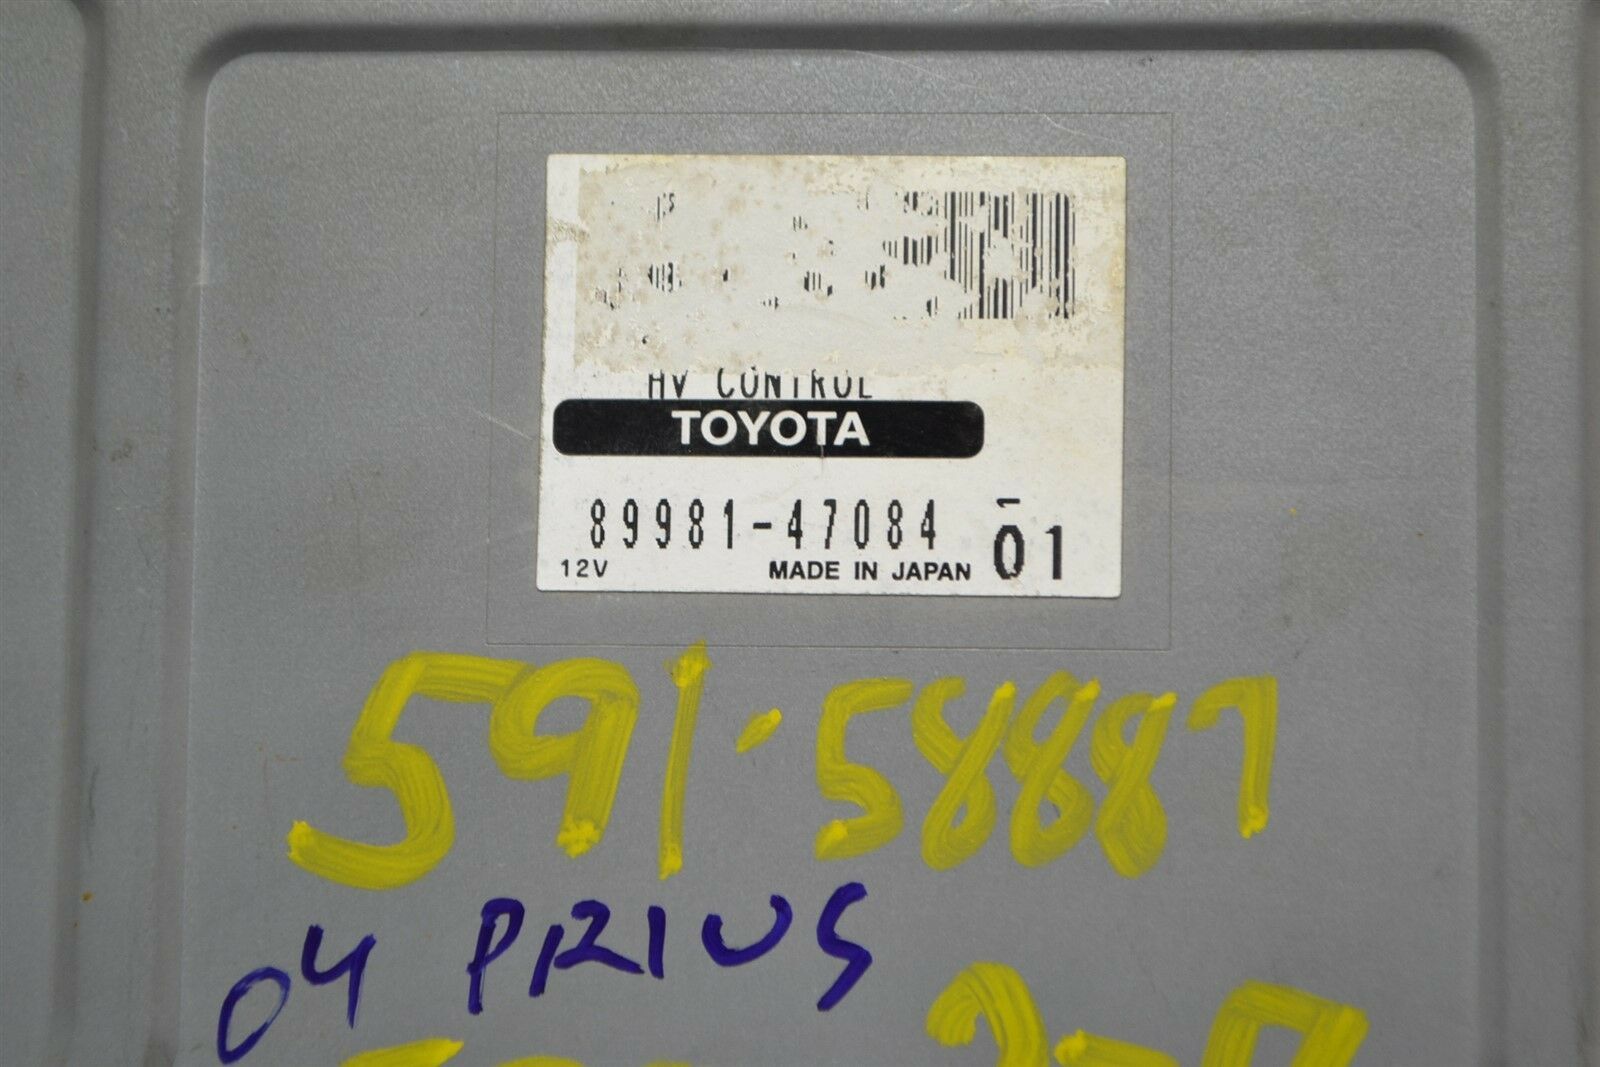 HV CONTROL
TOYOTA
89981-47084 01
12V MADE IN JAPAN
591-58887
04 PRIUS